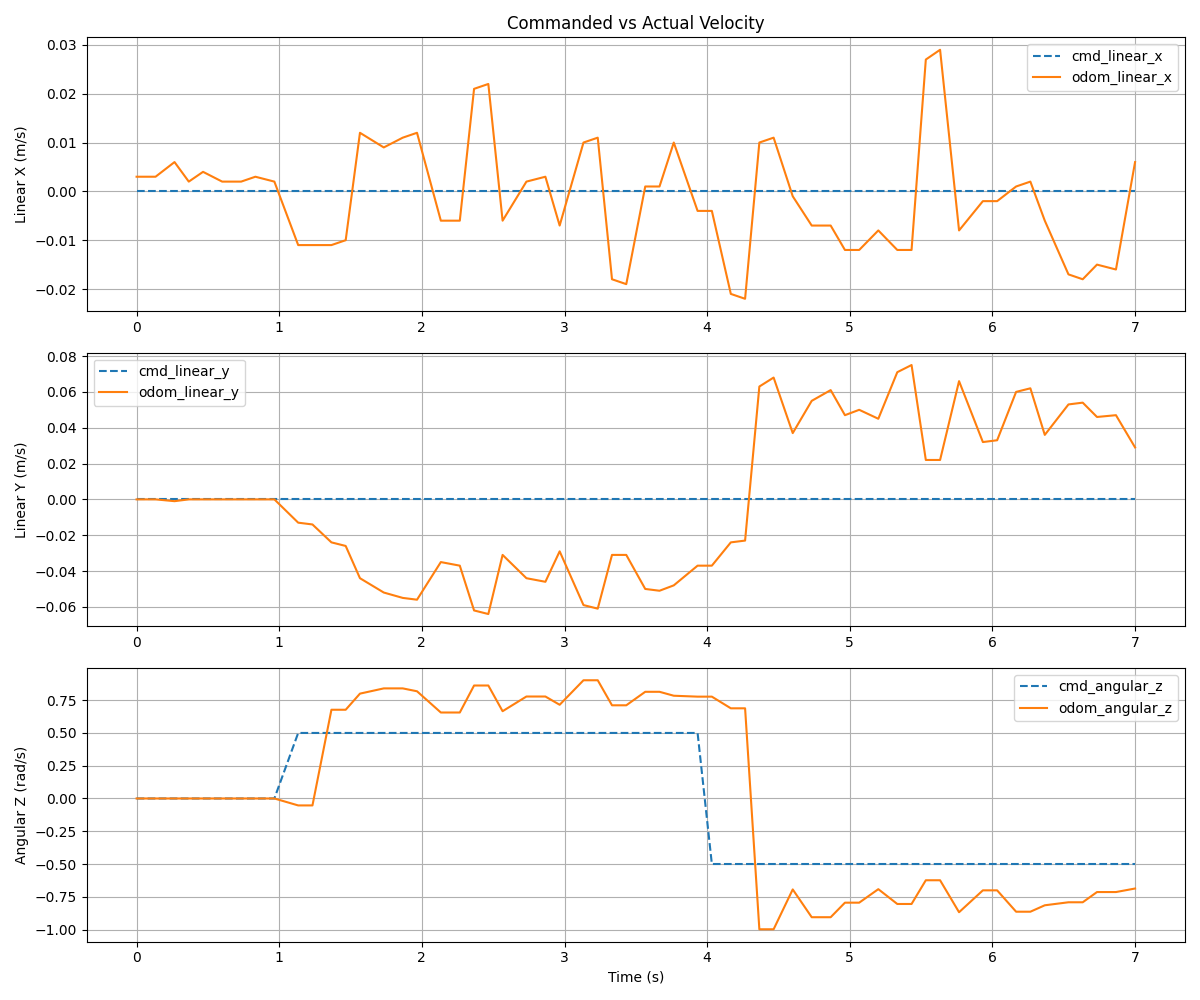 Commanded vs Actual Velocity
0.03
0.02
0.01
0.00
−0.01
−0.02
Linear X (m/s)
cmd_linear_x
odom_linear_x
0 1 2 3 4 5 6 7
0.08
0.06
0.04
0.02
0.00
−0.02
−0.04
−0.06
Linear Y (m/s)
cmd_linear_y
odom_linear_y
0 1 2 3 4 5 6 7
0.75
0.50
0.25
0.00
−0.25
−0.50
−0.75
−1.00
Angular Z (rad/s)
cmd_angular_z
odom_angular_z
0 1 2 3 4 5 6 7
Time (s)